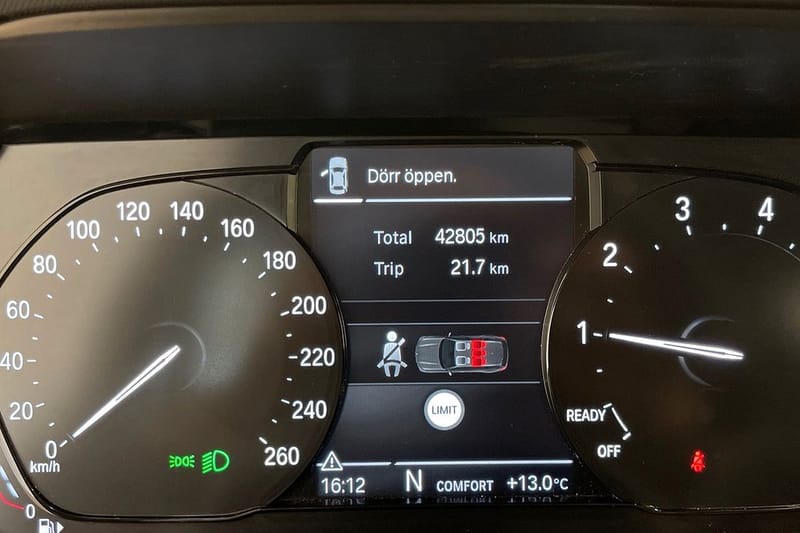 Dörr öppen.
Total 42805 km
Trip 21.7 km
LIMIT
16:12 N COMFORT +13.0°C
0 20 40 60 80 100 120 140 160 180 200 220 240 260
km/h
1 2 3 4
READY
OFF
0